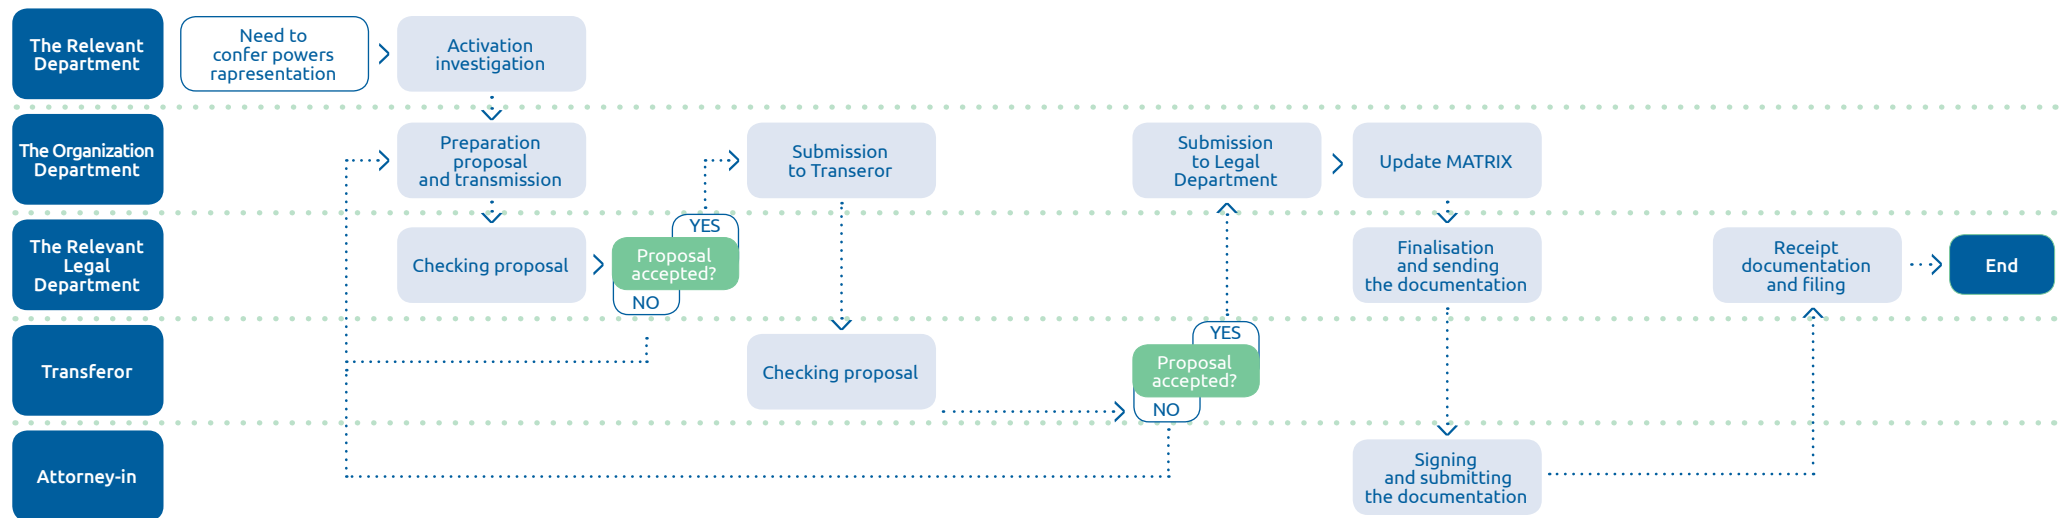 The Relevant
Department
Need to
confer powers
rapresentation
Activation
investigation
The Organization
Department
Preparation
proposal
and transmission
Submission
to Transeror
Submission
to Legal
Department
Update MATRIX
The Relevant
Legal
Department
Checking proposal
YES
Proposal
accepted?
NO
Finalisation
and sending
the documentation
Receipt
documentation
and filing
End
Transferor
Checking proposal
YES
Proposal
accepted?
NO
Attorney-in
Signing
and submitting
the documentation